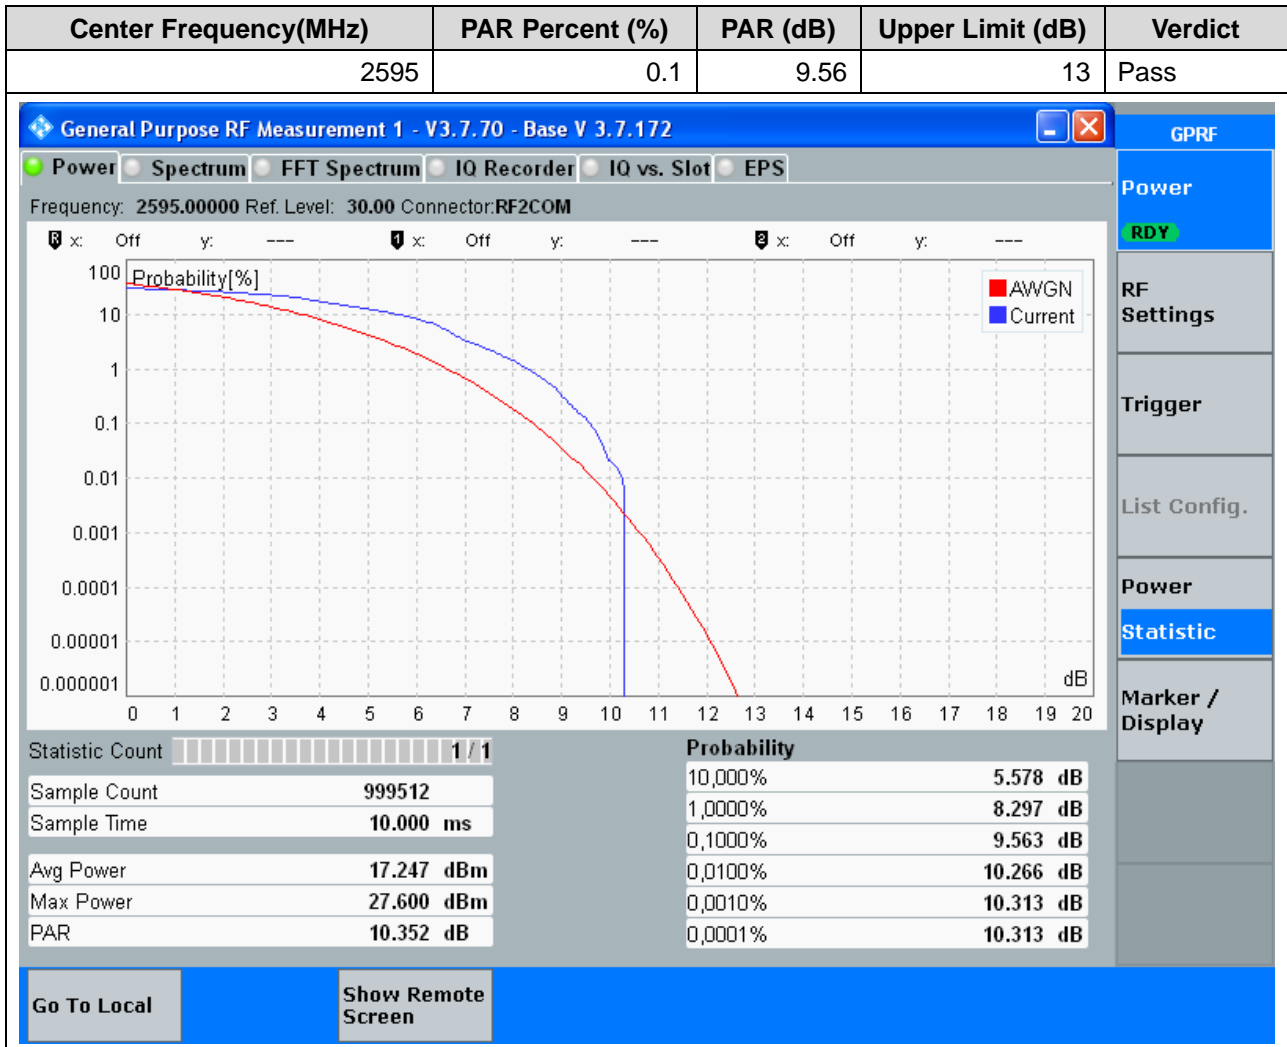 Center Frequency(MHz) PAR Percent (%) PAR (dB) Upper Limit (dB) Verdict
2595 0.1 9.56 13 Pass
General Purpose RF Measurement 1 - V3.7.70 - Base V 3.7.172
GPRF
Power Spectrum FFT Spectrum IQ Recorder IQ vs. Slot EPS
Power
RDY
Frequency: 2595.00000 Ref. Level: 30.00 Connector:RF2COM
R x: Off y: --- 1 x: Off y: --- 2 x: Off y: ---
Probability[%]
100
10
1
0.1
0.01
0.001
0.0001
0.00001
0.000001
AWGN
Current
dB
0 1 2 3 4 5 6 7 8 9 10 11 12 13 14 15 16 17 18 19 20
RF
Settings
Trigger
List Config.
Power
Statistic
Marker /
Display
Statistic Count 1 / 1
Sample Count 999512
Sample Time 10.000 ms
Avg Power 17.247 dBm
Max Power 27.600 dBm
PAR 10.352 dB
Probability
10,000% 5.578 dB
1,0000% 8.297 dB
0,1000% 9.563 dB
0,0100% 10.266 dB
0,0010% 10.313 dB
0,0001% 10.313 dB
Go To Local
Show Remote
Screen